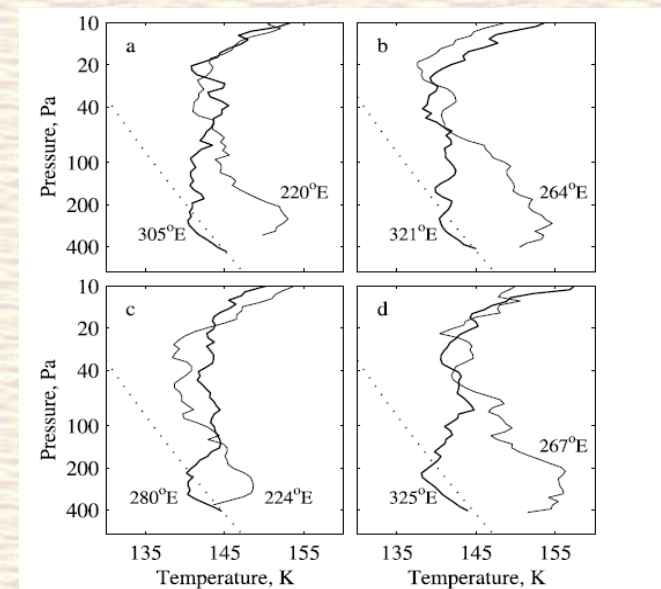 10
20
40
100
200
400
Pressure, Pa
a
305°E
220°E
b
321°E
264°E
10
20
40
100
200
400
Pressure, Pa
c
280°E
224°E
d
325°E
267°E
135 145 155
135 145 155
Temperature, K
Temperature, K